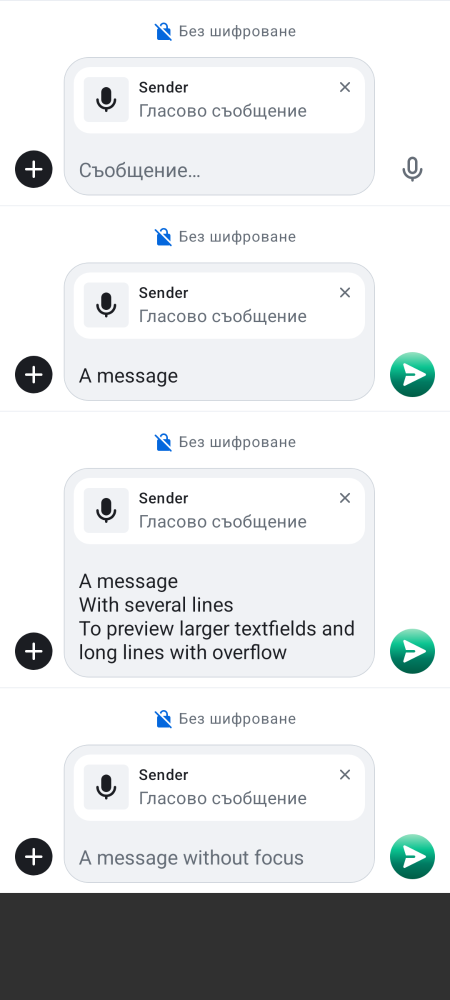 Без шифроване
Sender
Гласово съобщение
Съобщение…
Без шифроване
Sender
Гласово съобщение
A message
Без шифроване
Sender
Гласово съобщение
A message
With several lines
To preview larger textfields and
long lines with overflow
Без шифроване
Sender
Гласово съобщение
A message without focus